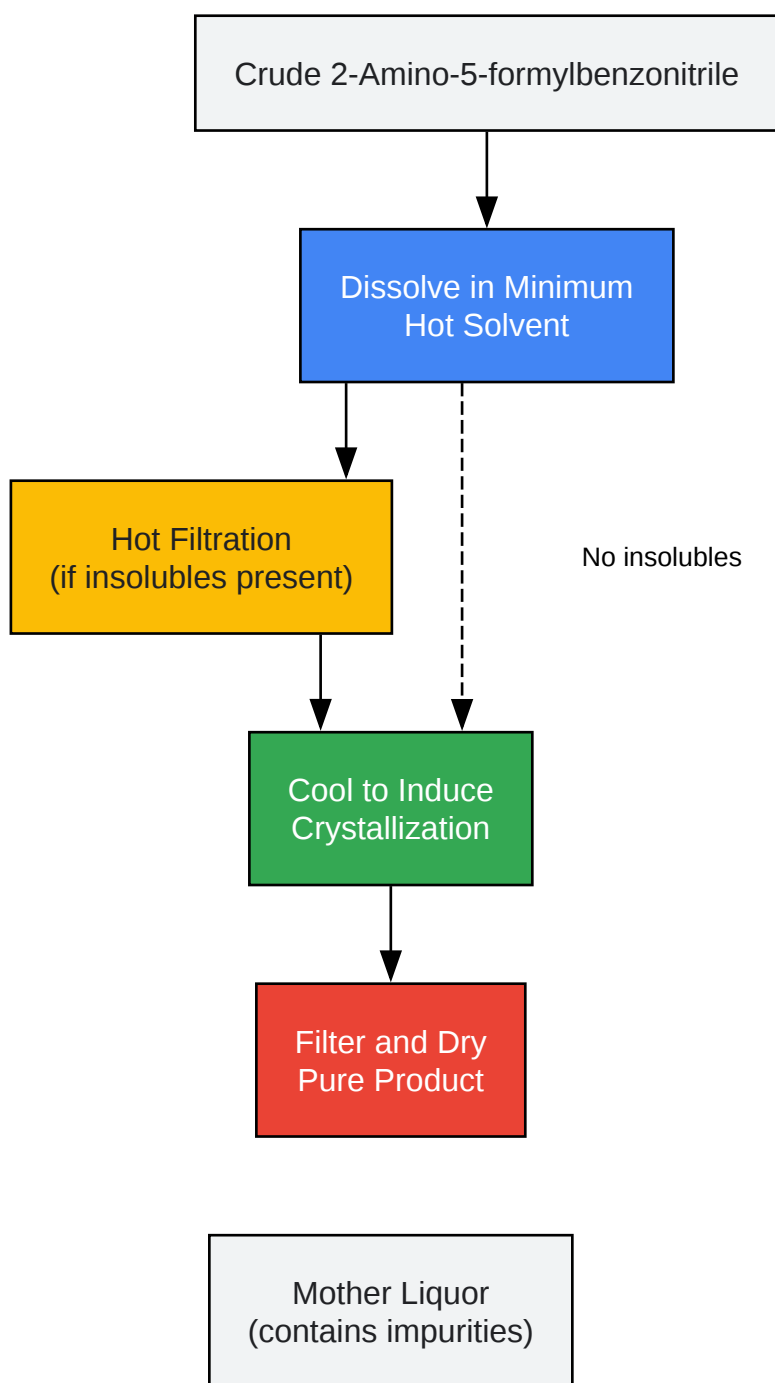 Crude 2-Amino-5-formylbenzonitrile
Dissolve in Minimum
Hot Solvent
Hot Filtration
(if insolubles present)
No insolubles
Cool to Induce
Crystallization
Filter and Dry
Pure Product
Mother Liquor
(contains impurities)